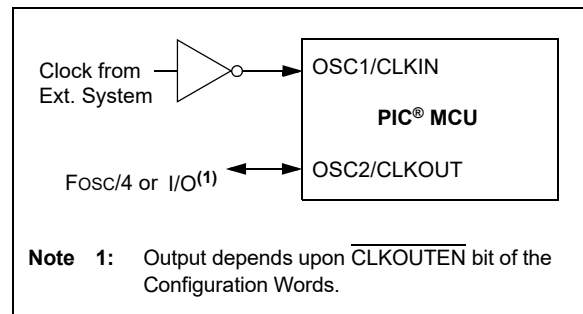 Clock from
Ext. System
OSC1/CLKIN
PIC® MCU
FOSC/4 or I/O(1)
OSC2/CLKOUT
Note 1: Output depends upon CLKOUTEN bit of the
Configuration Words.